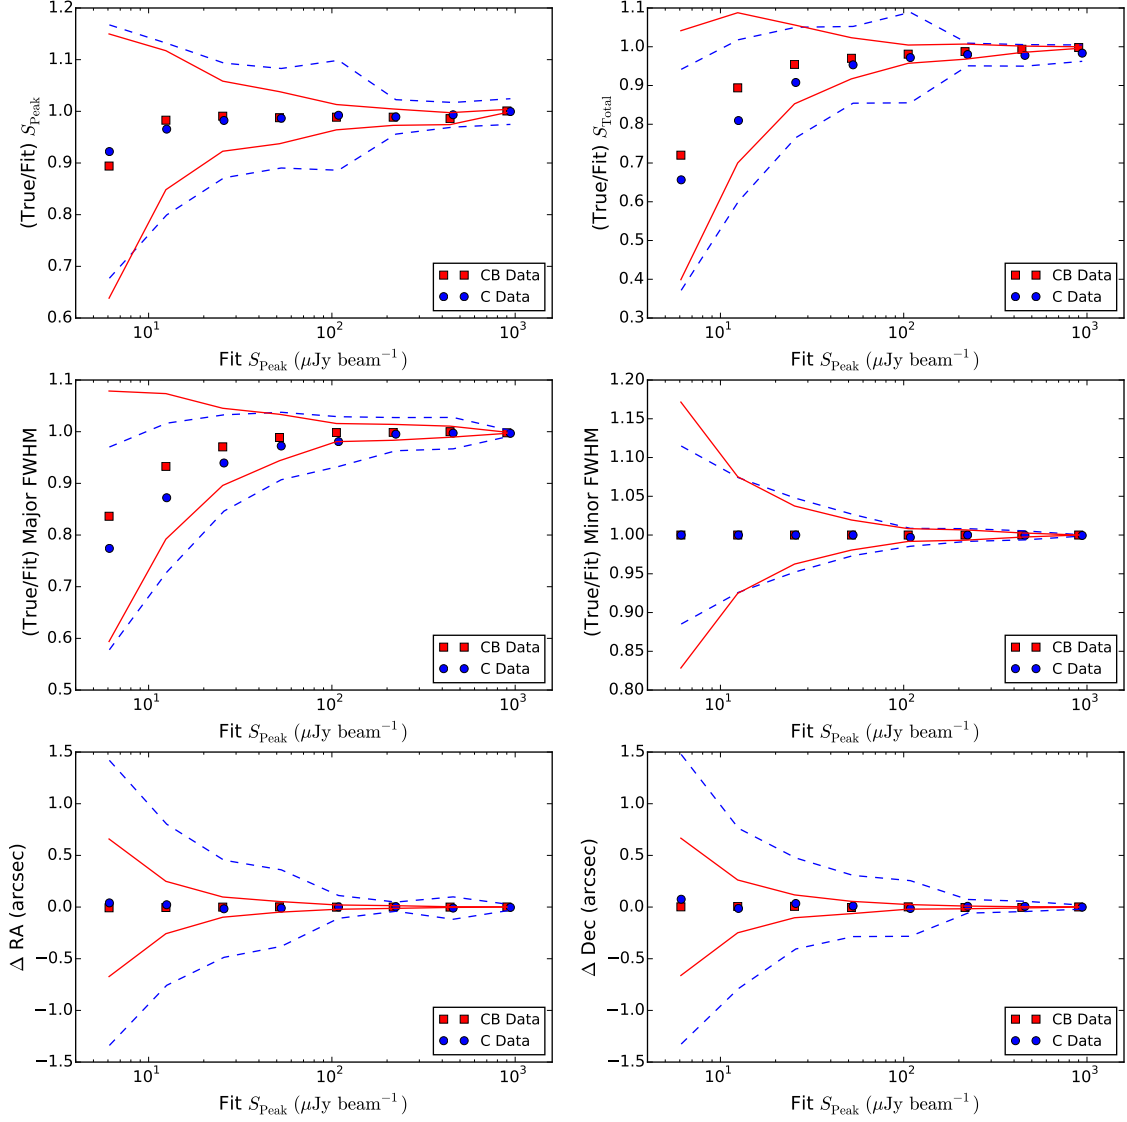 1.2
1.1
1.0
0.9
0.8
0.7
0.6
(True/Fit) S_Peak
CB Data
C Data
10^1
10^2
10^3
Fit S_Peak (μJy beam^−1)
1.1
1.0
0.9
0.8
0.7
0.6
0.5
0.4
0.3
(True/Fit) S_Total
CB Data
C Data
10^1
10^2
10^3
Fit S_Peak (μJy beam^−1)
1.1
1.0
0.9
0.8
0.7
0.6
0.5
(True/Fit) Major FWHM
CB Data
C Data
10^1
10^2
10^3
Fit S_Peak (μJy beam^−1)
1.20
1.15
1.10
1.05
1.00
0.95
0.90
0.85
0.80
(True/Fit) Minor FWHM
CB Data
C Data
10^1
10^2
10^3
Fit S_Peak (μJy beam^−1)
1.5
1.0
0.5
0.0
−0.5
−1.0
−1.5
Δ RA (arcsec)
CB Data
C Data
10^1
10^2
10^3
Fit S_Peak (μJy beam^−1)
1.5
1.0
0.5
0.0
−0.5
−1.0
−1.5
Δ Dec (arcsec)
CB Data
C Data
10^1
10^2
10^3
Fit S_Peak (μJy beam^−1)